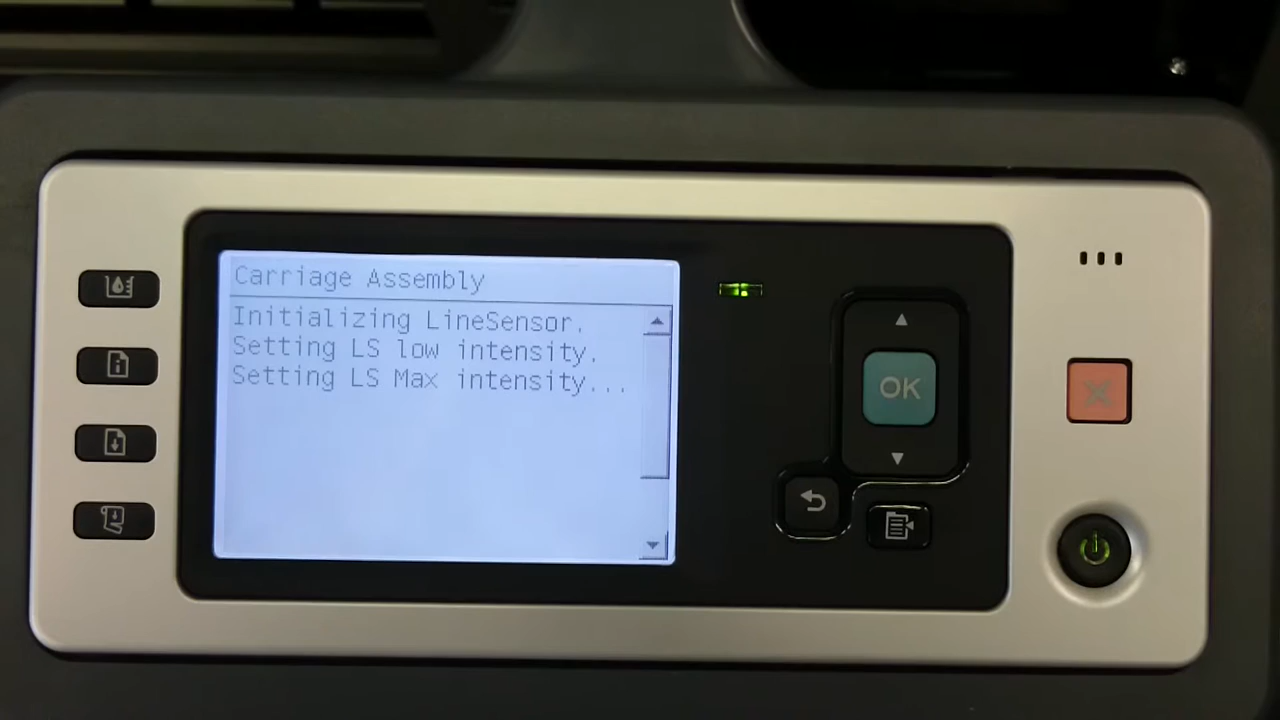 Carriage Assembly
Initializing LineSensor.
Setting LS low intensity.
Setting LS Max intensity...
OK